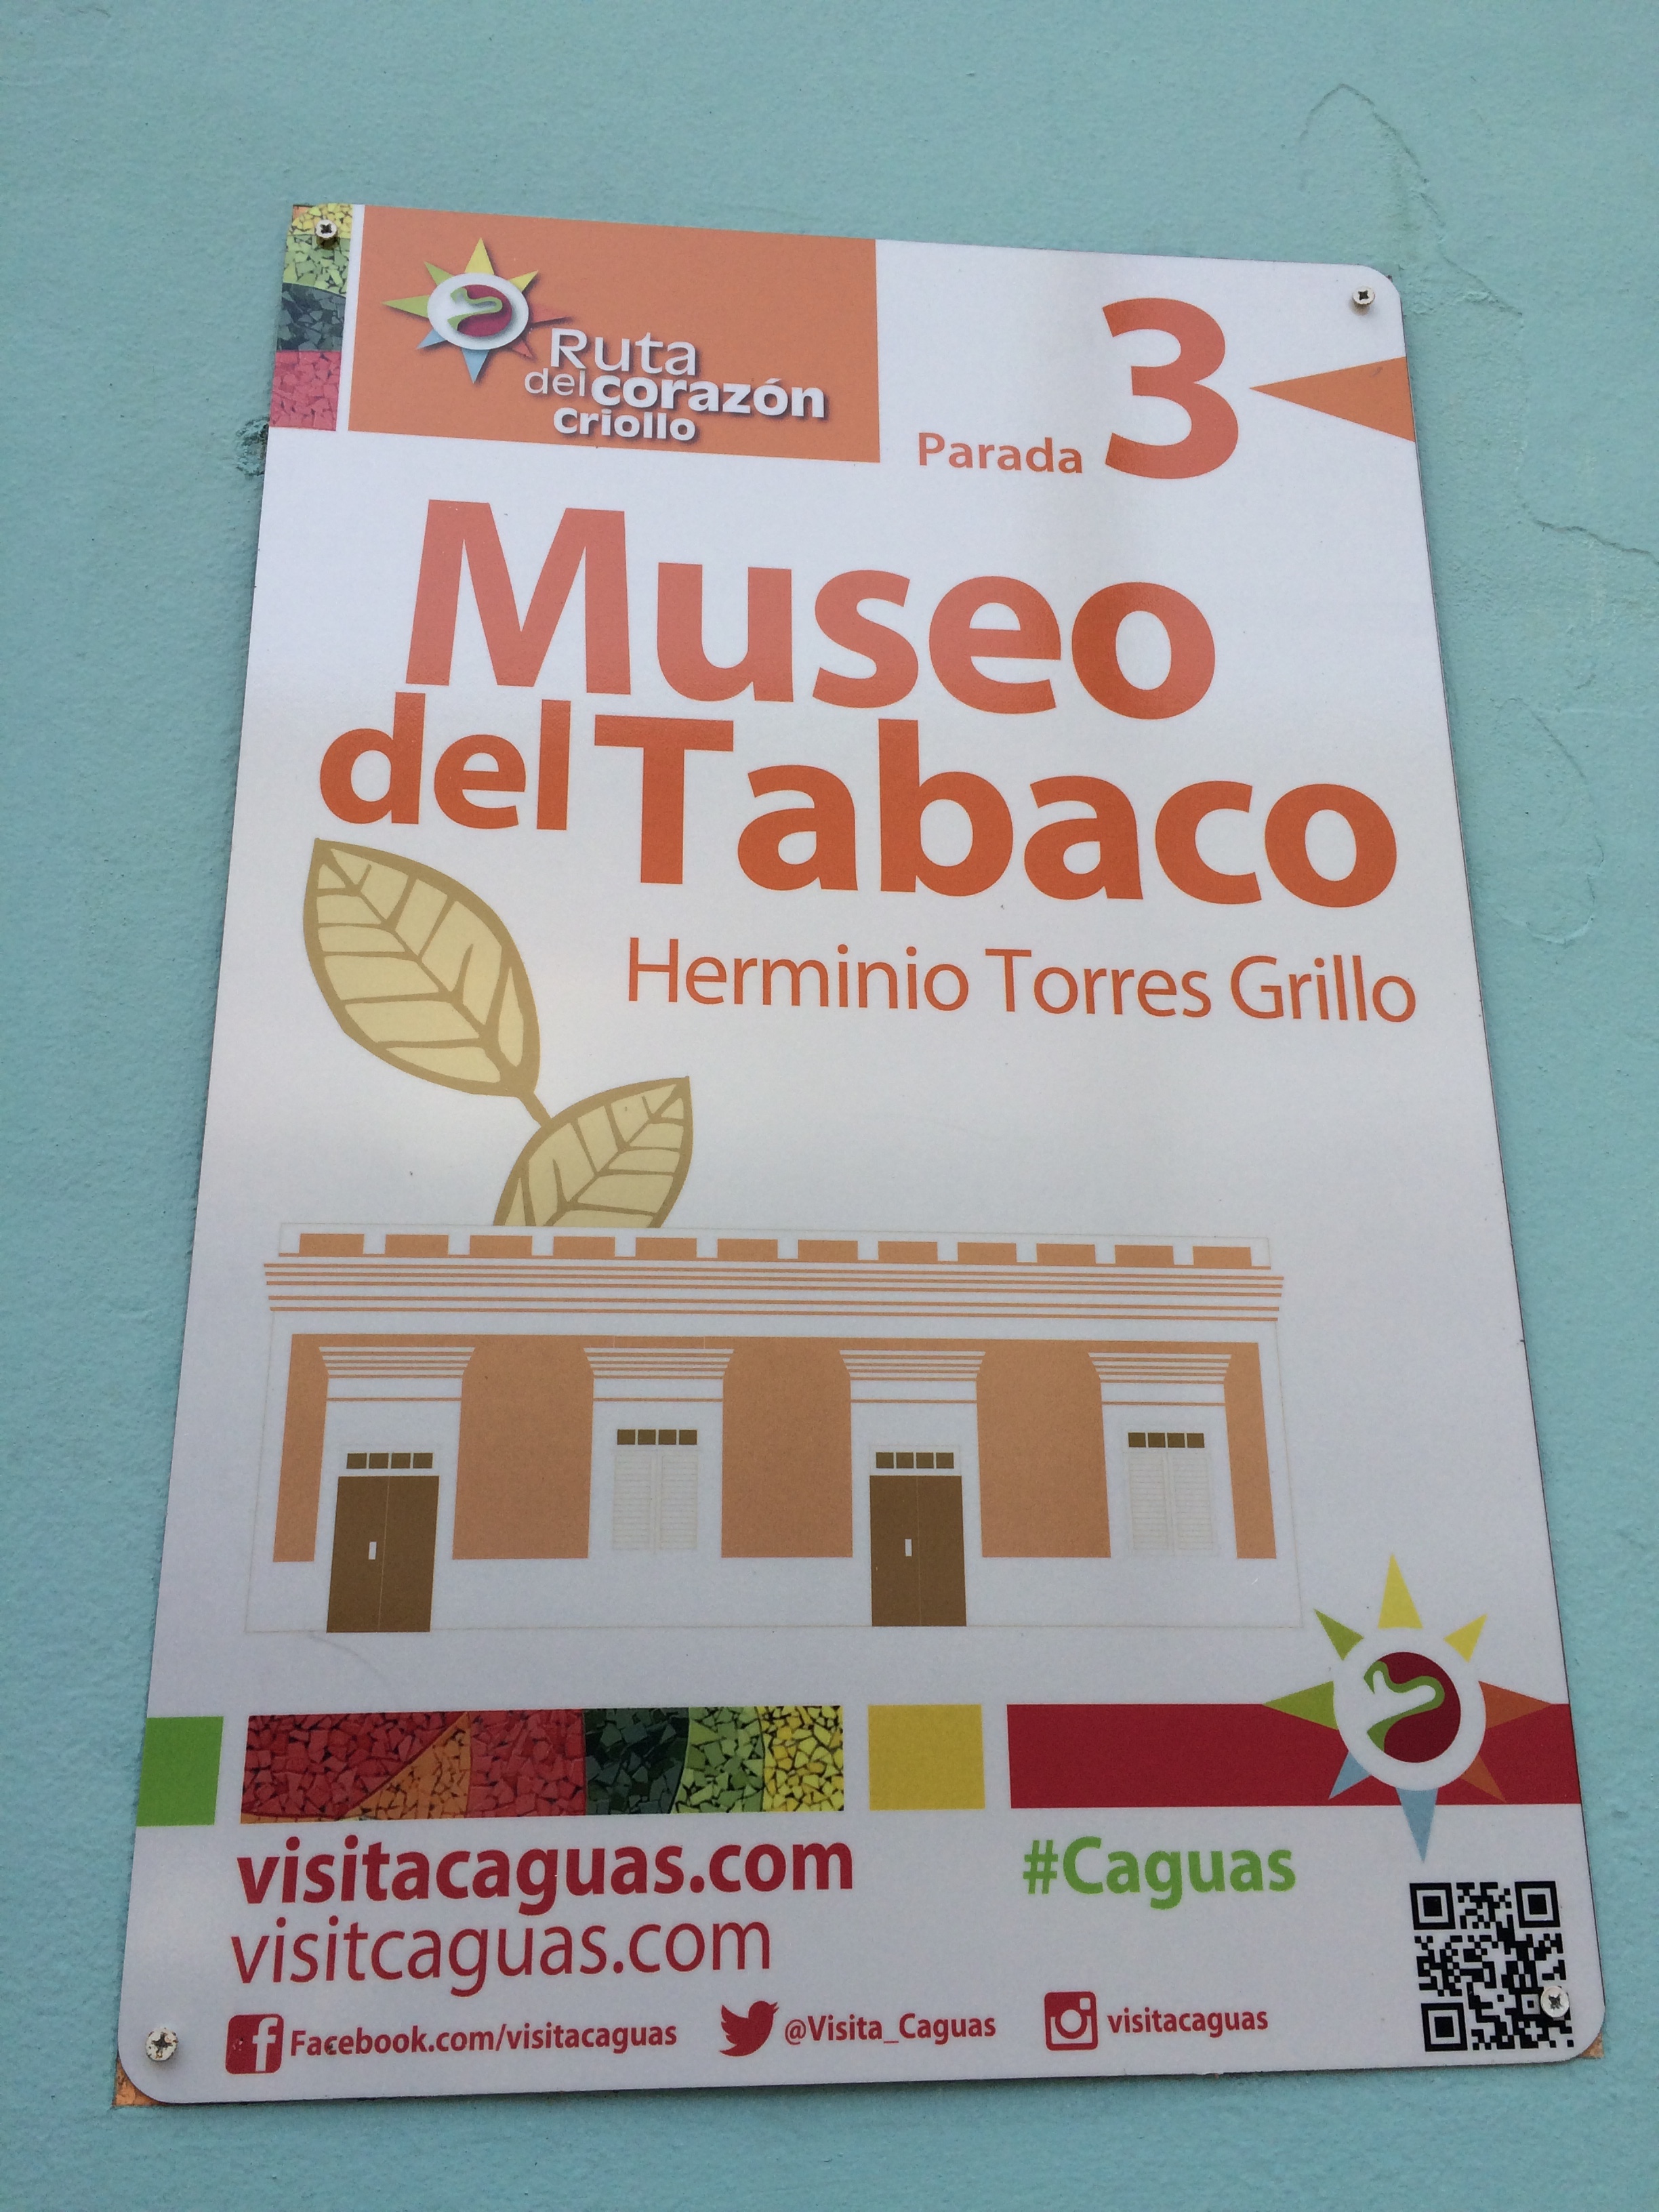 Ruta
del corazón
criollo
Parada 3
Museo
del Tabaco
Herminio Torres Grillo
visitacaguas.com
#Caguas
visitcaguas.com
Facebook.com/visitacaguas
@Visita_Caguas
visitacaguas